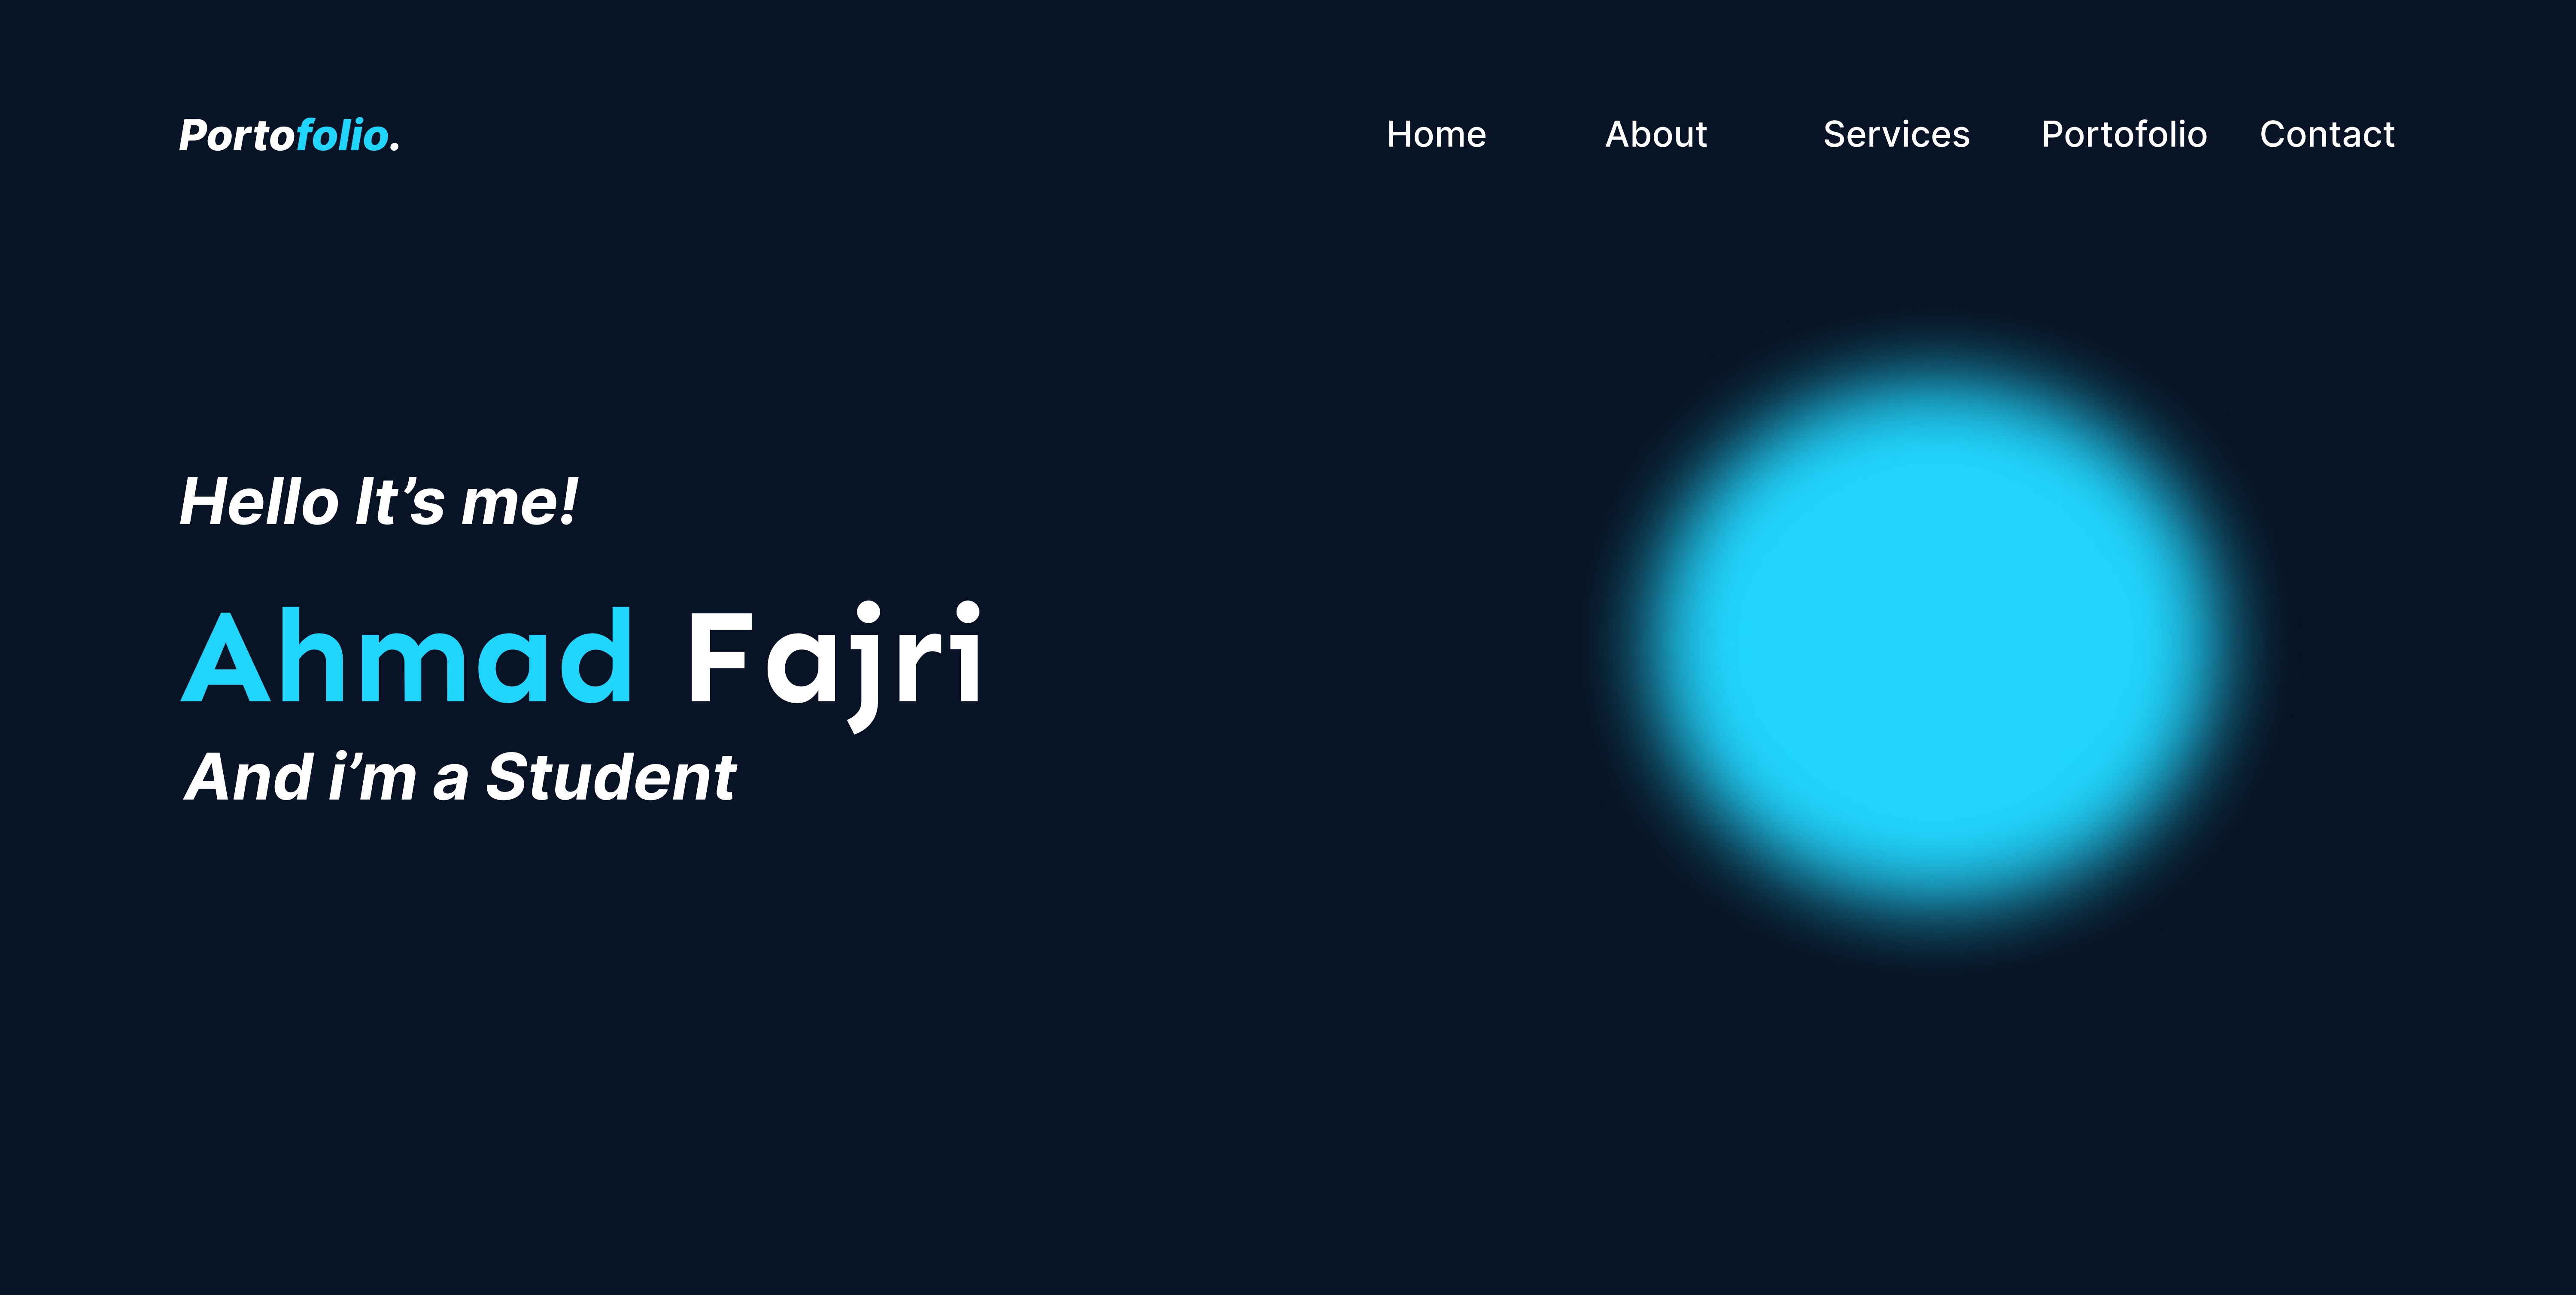 Portofolio.
Home About Services Portofolio Contact
Hello It’s me!
Ahmad Fajri
And i’m a Student